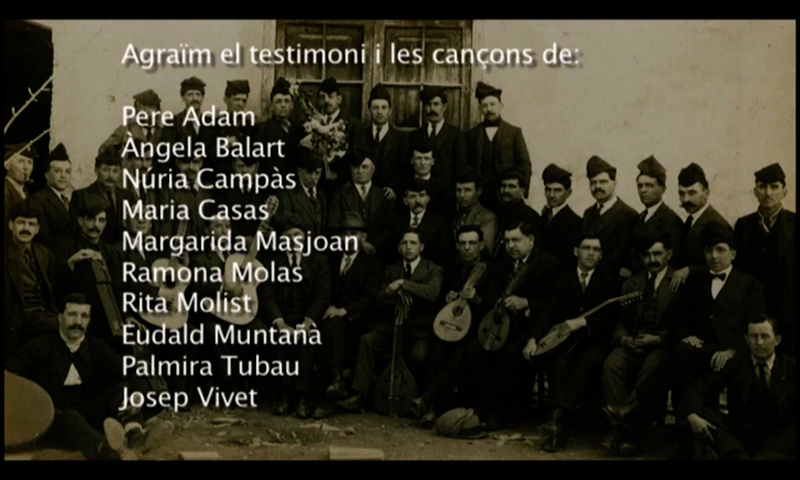 Agraïm el testimoni i les cançons de:
Pere Adam
Àngela Balart
Núria Campàs
Maria Casas
Margarida Masjoan
Ramona Molas
Rita Molist
Eudald Muntañà
Palmira Tubau
Josep Vivet